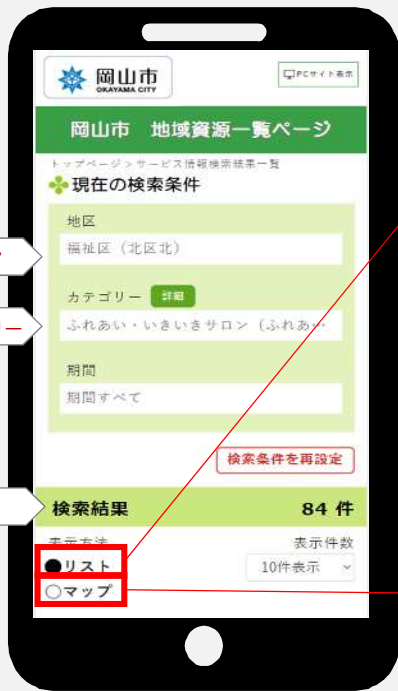 岡山市
OKAYAMA CITY
PCサイト表示
岡山市 地域資源一覧ページ
トップページ>サービス情報検索結果一覧
現在の検索条件
地区
福祉区（北区北）
カテゴリー 詳細
ふれあい・いきいきサロン（ふれあ…
期間
期間すべて
検索条件を再設定
検索結果 84 件
表示方法 表示件数
●リスト 10件表示
○マップ